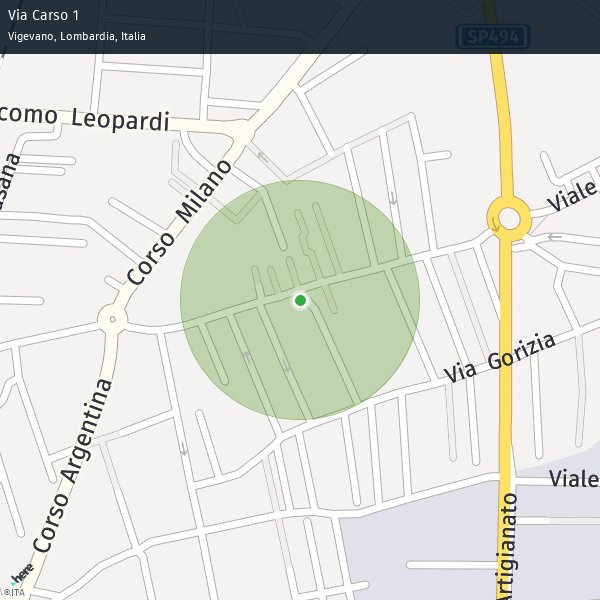 Via Carso 1
Vigevano, Lombardia, Italia
SP494
como Leopardi
Corso Milano
Viale
Via Gorizia
Corso Argentina
Viale
Artigianato
here
©ITA